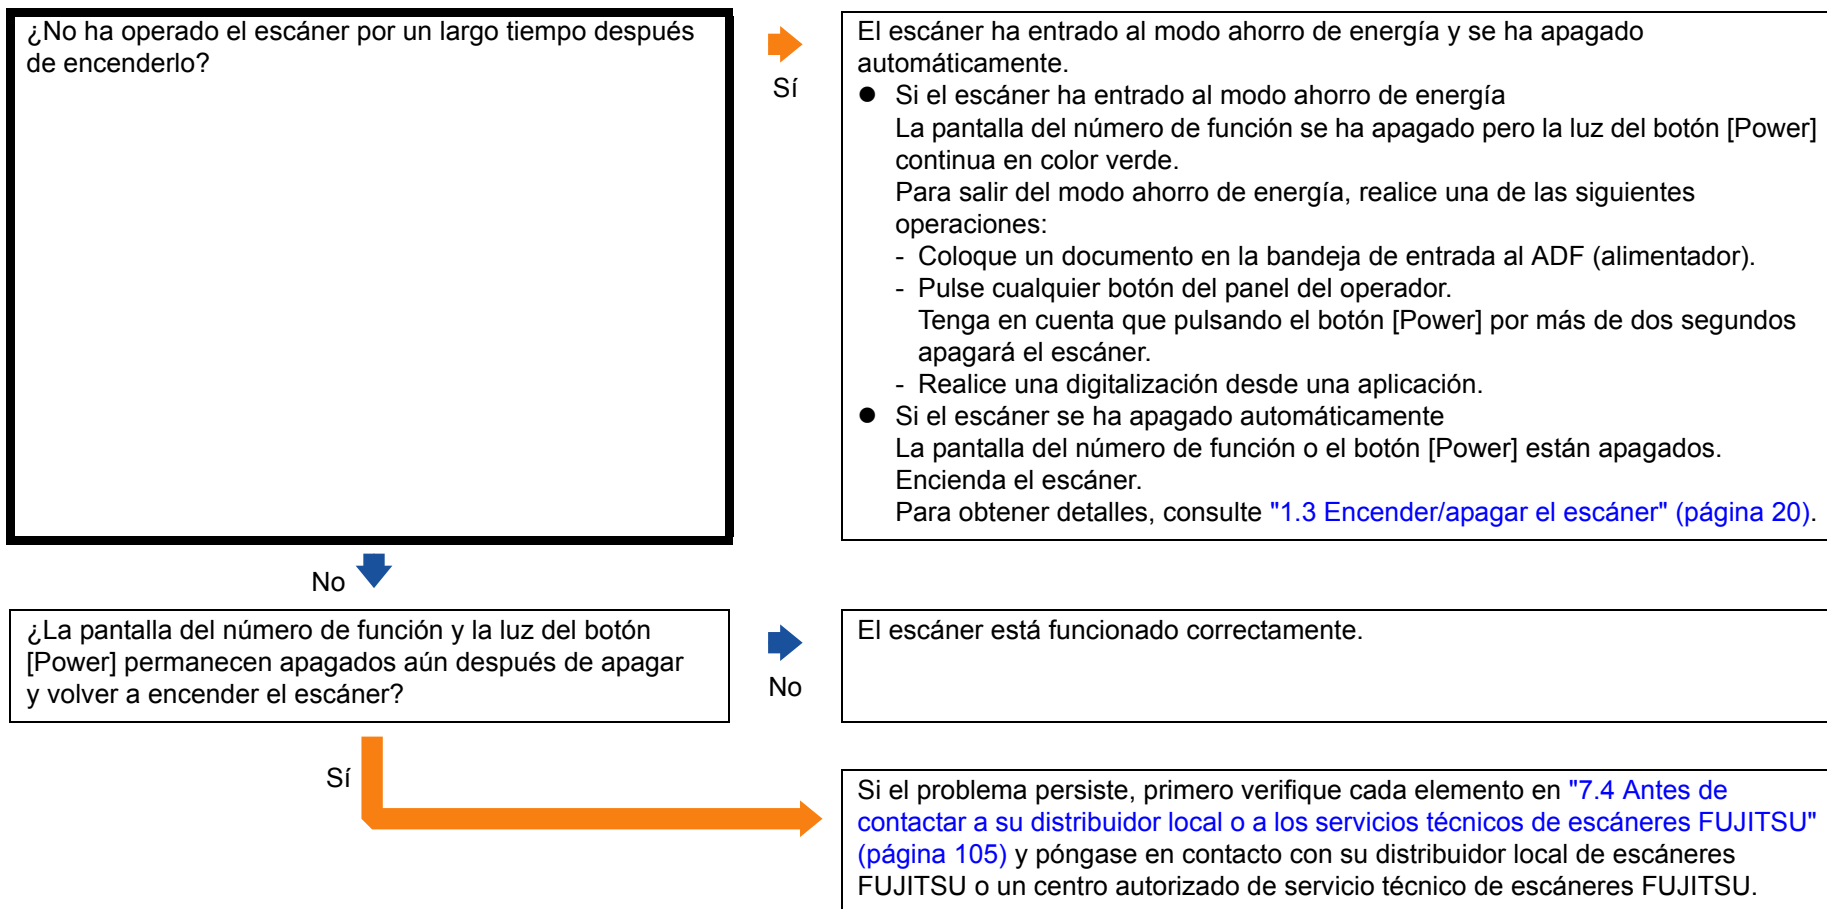 ¿No ha operado el escáner por un largo tiempo después
de encenderlo?
Sí
El escáner ha entrado al modo ahorro de energía y se ha apagado
automáticamente.
● Si el escáner ha entrado al modo ahorro de energía
La pantalla del número de función se ha apagado pero la luz del botón [Power]
continua en color verde.
Para salir del modo ahorro de energía, realice una de las siguientes
operaciones:
- Coloque un documento en la bandeja de entrada al ADF (alimentador).
- Pulse cualquier botón del panel del operador.
Tenga en cuenta que pulsando el botón [Power] por más de dos segundos
apagará el escáner.
- Realice una digitalización desde una aplicación.
● Si el escáner se ha apagado automáticamente
La pantalla del número de función o el botón [Power] están apagados.
Encienda el escáner.
Para obtener detalles, consulte "1.3 Encender/apagar el escáner" (página 20).
No
¿La pantalla del número de función y la luz del botón
[Power] permanecen apagados aún después de apagar
y volver a encender el escáner?
No
El escáner está funcionado correctamente.
Sí
Si el problema persiste, primero verifique cada elemento en "7.4 Antes de
contactar a su distribuidor local o a los servicios técnicos de escáneres FUJITSU"
(página 105) y póngase en contacto con su distribuidor local de escáneres
FUJITSU o un centro autorizado de servicio técnico de escáneres FUJITSU.